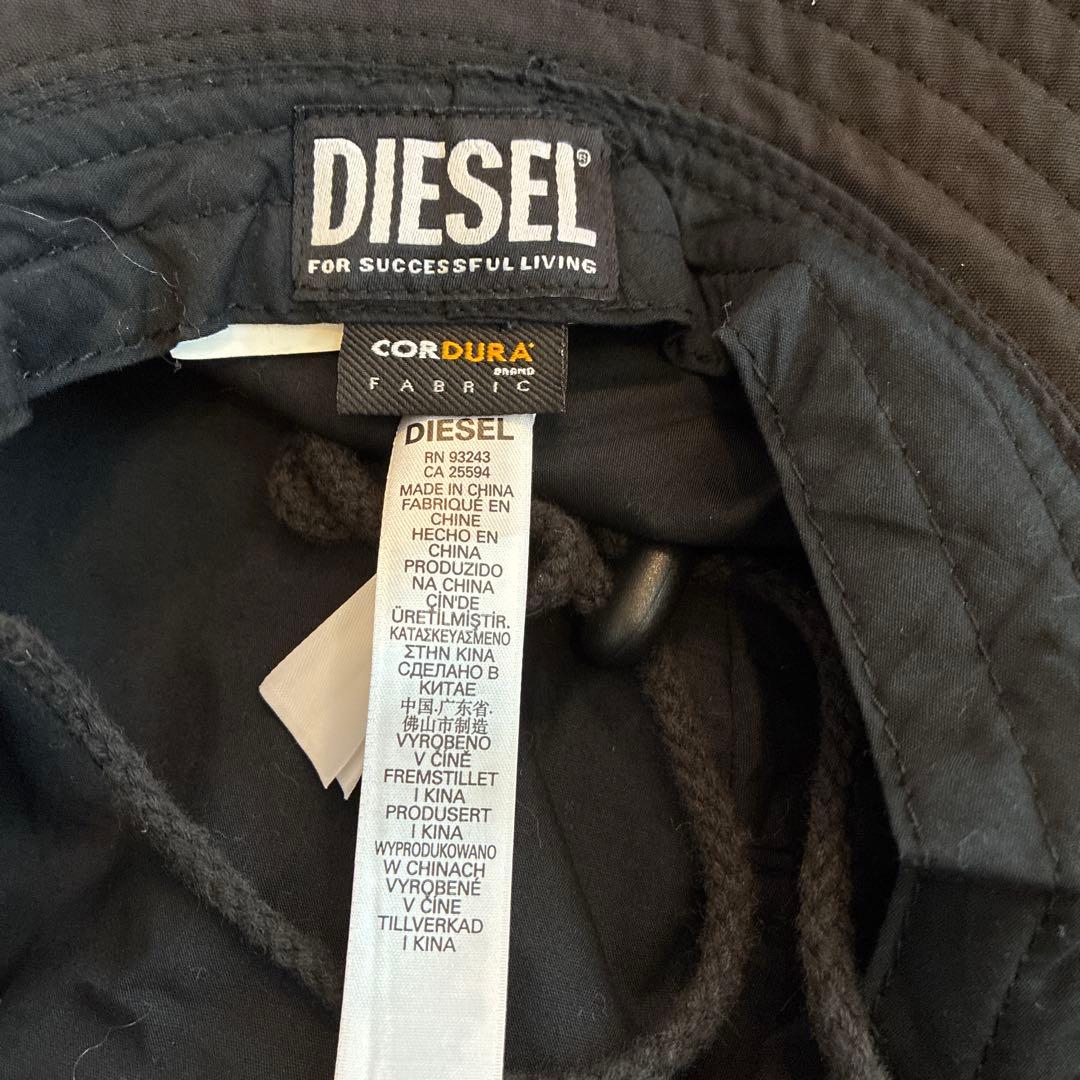 DIESEL®
FOR SUCCESSFUL LIVING
CORDURA®
BRAND
FABRIC
DIESEL
RN 93243
CA 25594
MADE IN CHINA
FABRIQUÉ EN
CHINE
HECHO EN
CHINA
PRODUZIDO
NA CHINA
ÇİN'DE
ÜRETİLMİŞTİR.
ΚΑΤΑΣΚΕΥΑΣΜΕΝΟ
ΣΤΗΝ ΚΙΝΑ
СДЕЛАНО В
КИТАЕ
中国.广东省.
佛山市制造
VYROBENO
V ČÍNĚ
FREMSTILLET
I KINA
PRODUSERT
I KINA
WYPRODUKOWANO
W CHINACH
VYROBENÉ
V ČÍNE
TILLVERKAD
I KINA